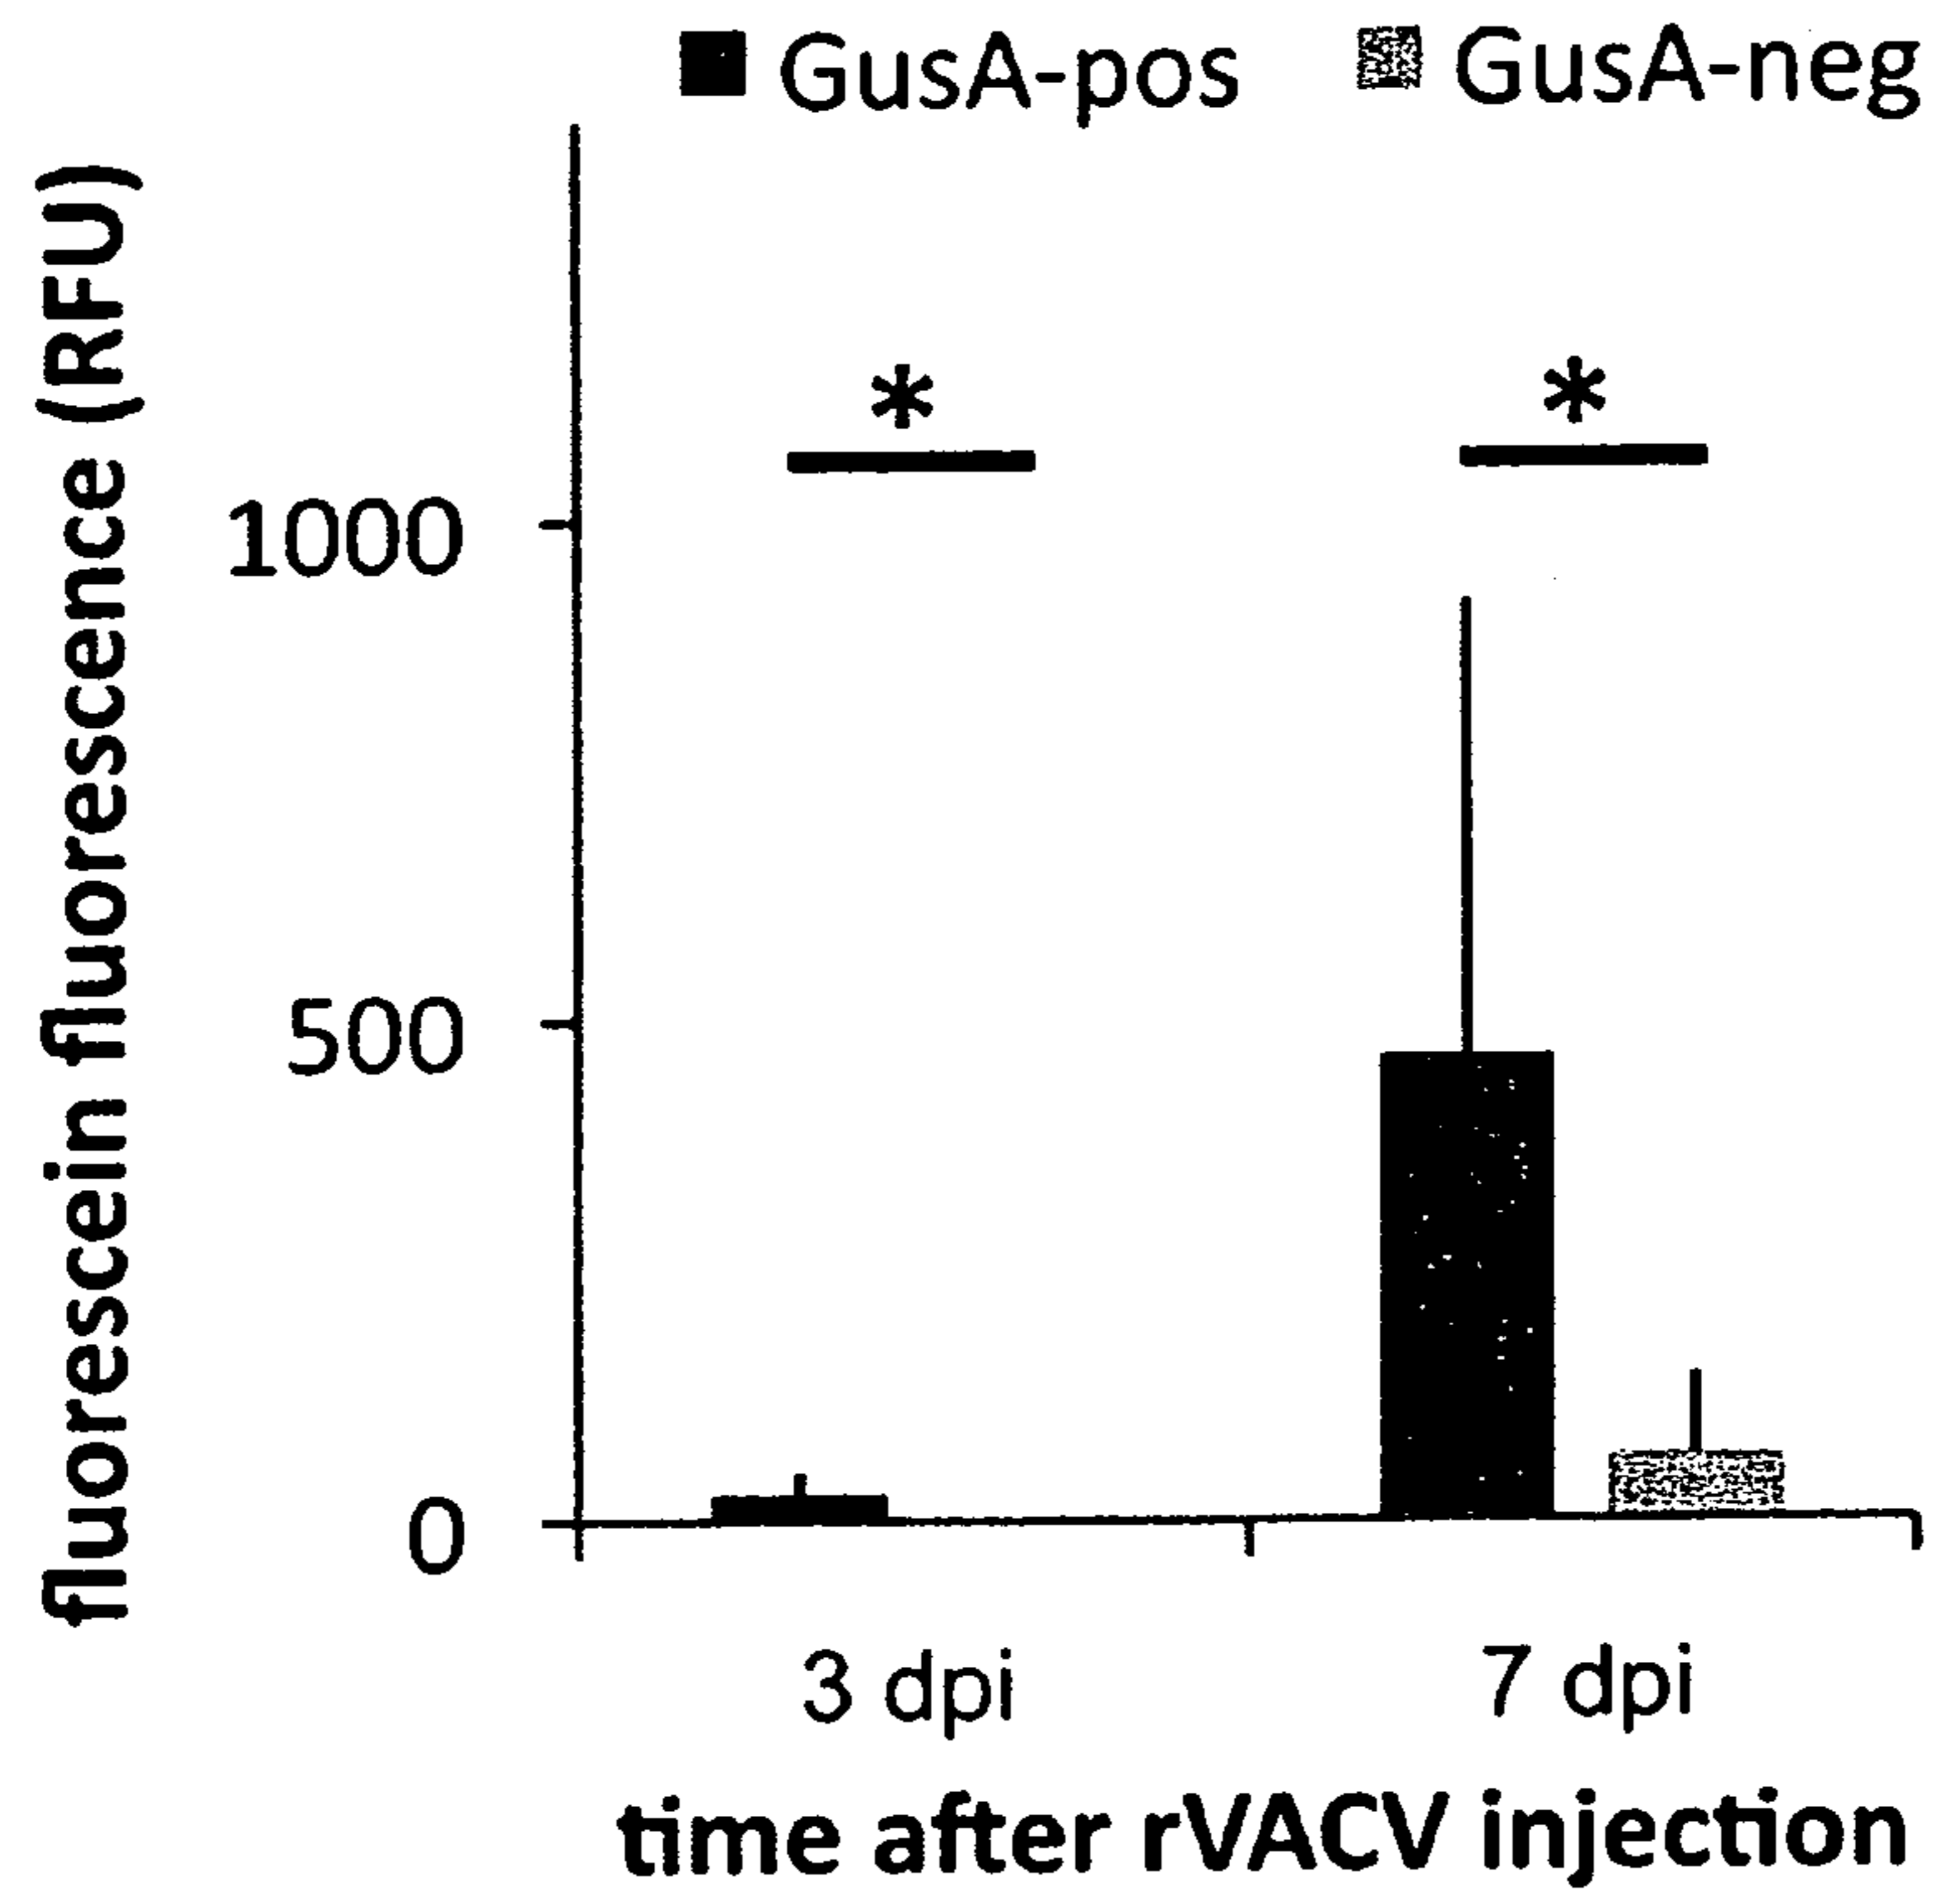 GusA-pos GusA-neg
fluorescein fluorescence (RFU)
* *
1000
500
0
3 dpi 7 dpi
time after rVACV injection